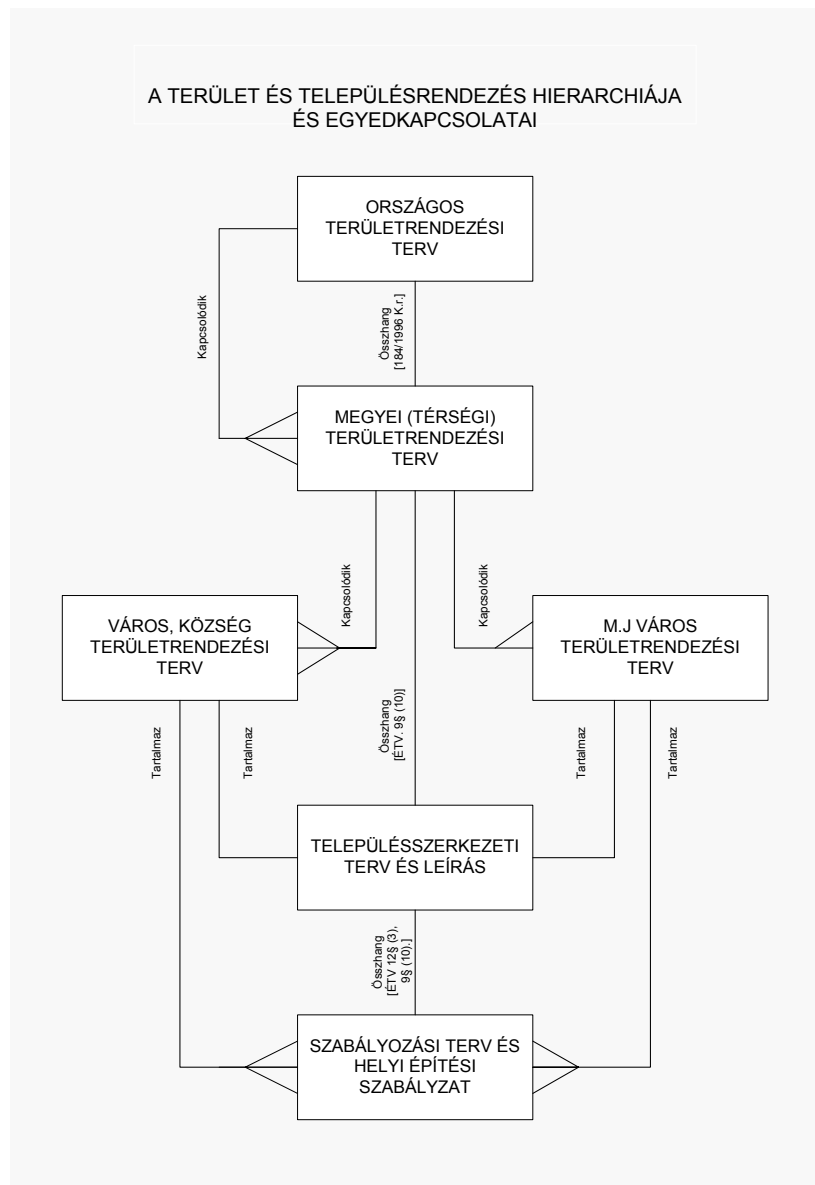 A TERÜLET ÉS TELEPÜLÉSRENDEZÉS HIERARCHIÁJA
ÉS EGYEDKAPCSOLATAI
ORSZÁGOS
TERÜLETRENDEZÉSI
TERV
Kapcsolódik
Összhang
[184/1996 K.r.]
MEGYEI (TÉRSÉGI)
TERÜLETRENDEZÉSI
TERV
Kapcsolódik
Kapcsolódik
VÁROS, KÖZSÉG
TERÜLETRENDEZÉSI
TERV
M.J VÁROS
TERÜLETRENDEZÉSI
TERV
Összhang
[ÉTV. 9§ (10)]
Tartalmaz
Tartalmaz
Tartalmaz
Tartalmaz
TELEPÜLÉSSZERKEZETI
TERV ÉS LEÍRÁS
Összhang
[ÉTV 12§ (3),
9§ (10).]
SZABÁLYOZÁSI TERV ÉS
HELYI ÉPÍTÉSI
SZABÁLYZAT